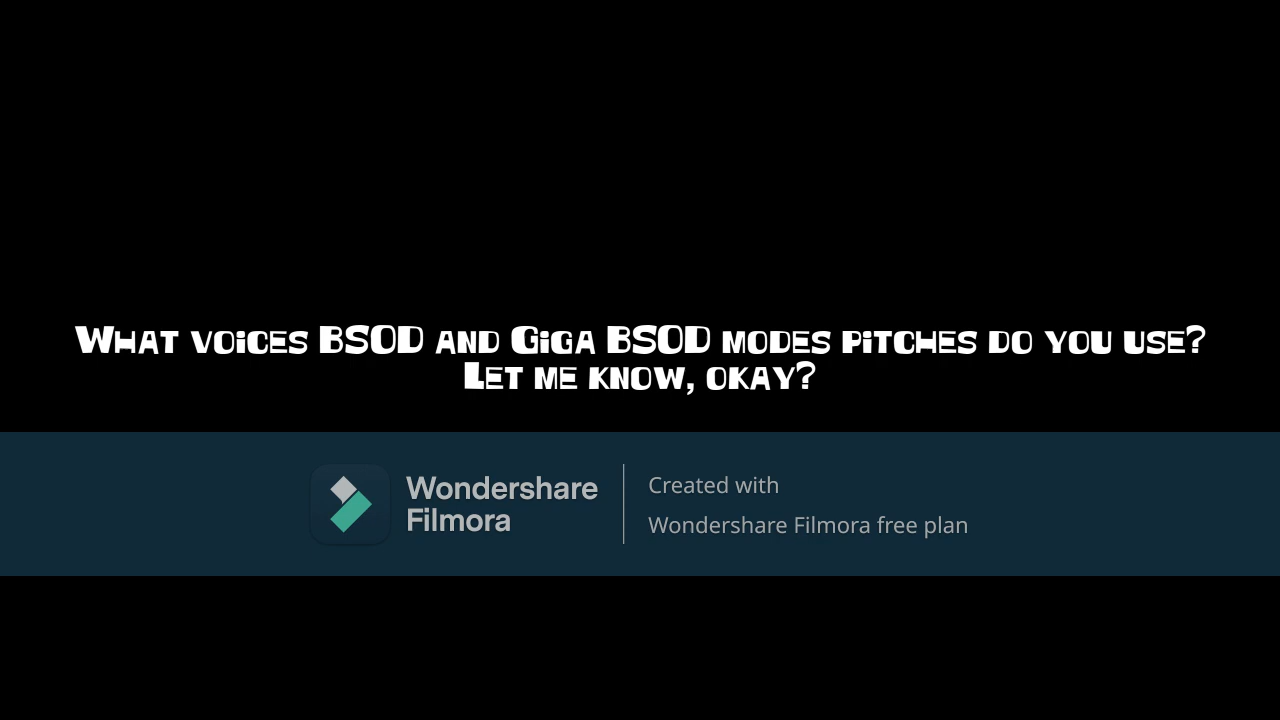 What voices BSOD and Giga BSOD modes pitches do you use?
Let me know, okay?
Wondershare
Filmora
Created with
Wondershare Filmora free plan